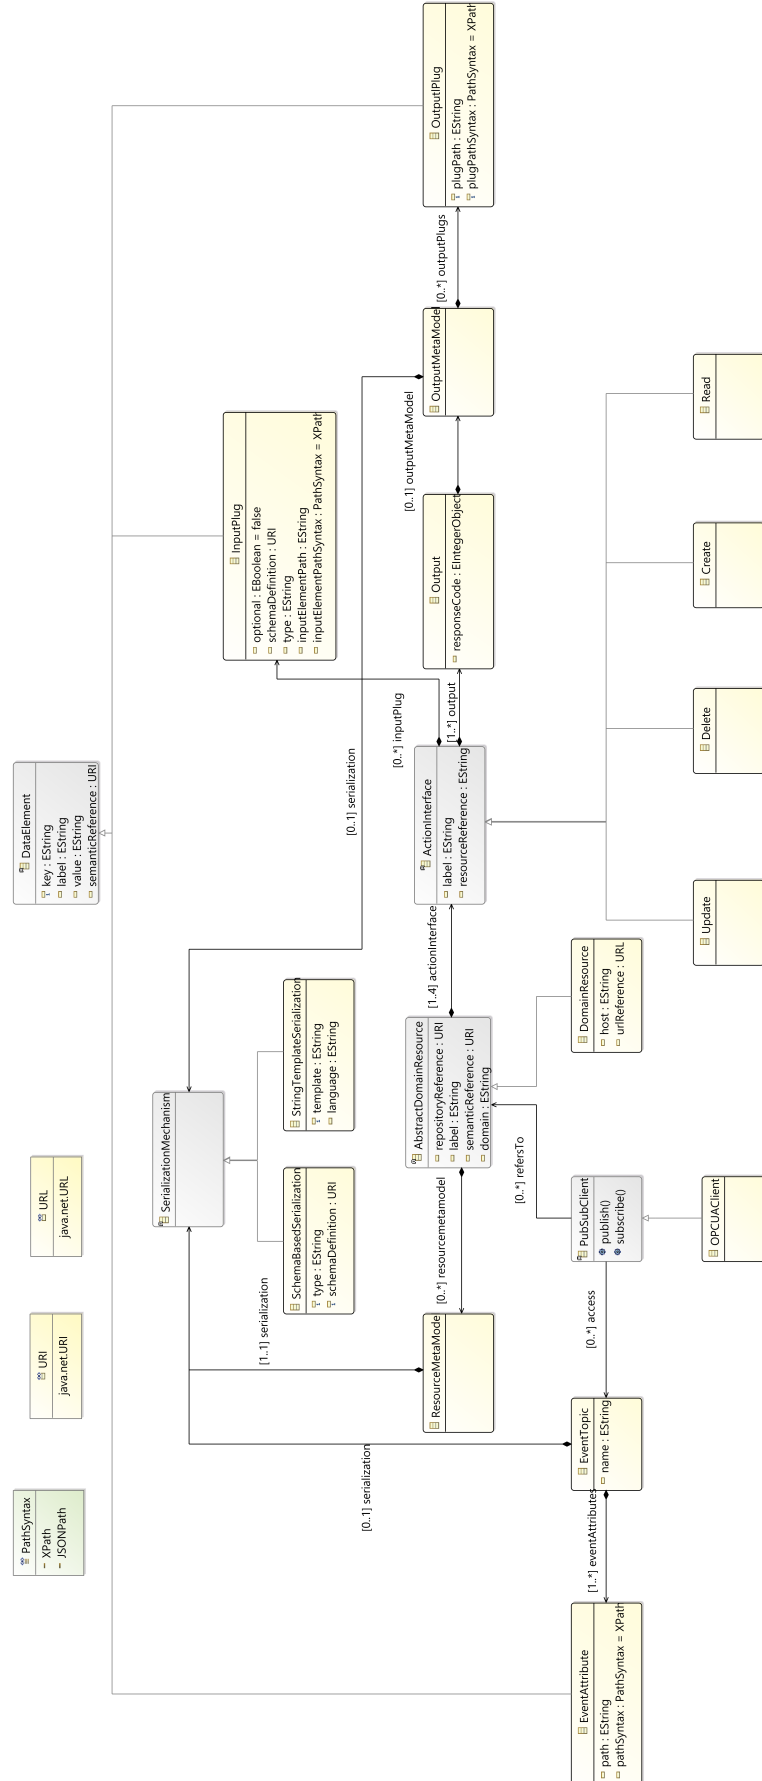 PathSyntax
XPath
JSONPath
URI
java.net.URI
URL
java.net.URL
DataElement
key : EString
label : EString
value : EString
semanticReference : URI
SerializationMechanism
InputPlug
optional : EBoolean = false
schemaDefinition : URI
type : EString
inputElementPath : EString
inputElementPathSyntax : PathSyntax = XPath
[1..1] serialization
SchemaBasedSerialization
type : EString
schemaDefinition : URI
StringTemplateSerialization
template : EString
language : EString
[0..1] serialization
[0..1] serialization
[0..*] inputPlug
[0..1] outputMetaModel
ResourceMetaModel
[0..*] resourcemetamodel
AbstractDomainResource
repositoryReference : URI
label : EString
semanticReference : URI
domain : EString
[1..4] actionInterface
ActionInterface
label : EString
resourceReference : EString
[1..*] output
Output
responseCode : EIntegerObject
OutputMetaModel
[0..*] outputPlugs
OutputlPlug
plugPath : EString
plugPathSyntax : PathSyntax = XPath
[0..*] refersTo
EventAttribute
path : EString
pathSyntax : PathSyntax = XPath
[1..*] eventAttributes
EventTopic
name : EString
[0..*] access
PubSubClient
publish()
subscribe()
DomainResource
host : EString
urlReference : URL
OPCUAClient
Update
Delete
Create
Read